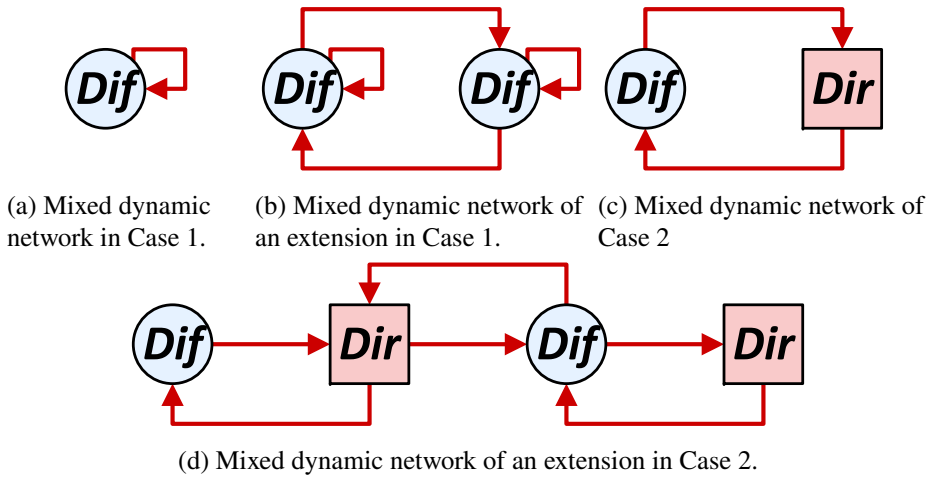 Dif
Dif
Dif
Dif
Dir
(a) Mixed dynamic
network in Case 1.
(b) Mixed dynamic network of
an extension in Case 1.
(c) Mixed dynamic network of
Case 2
Dif
Dir
Dif
Dir
(d) Mixed dynamic network of an extension in Case 2.